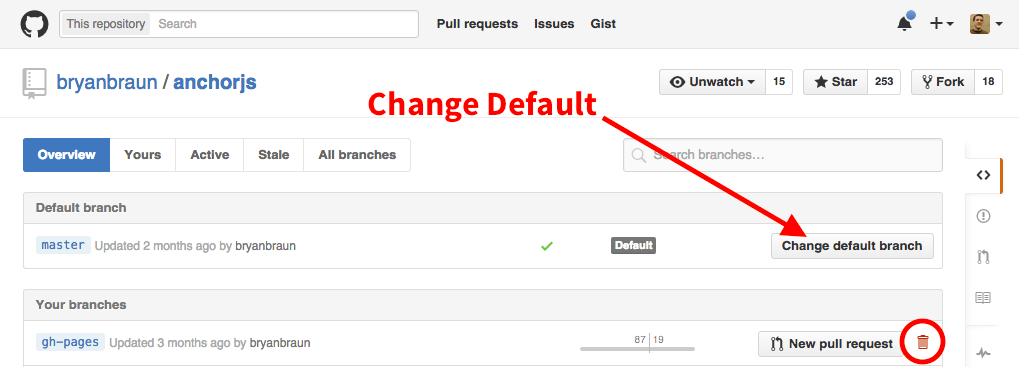 This repository Search Pull requests Issues Gist
bryanbraun / anchorjs Unwatch 15 Star 253 Fork 18
Change Default
Overview Yours Active Stale All branches Search branches...
Default branch
master Updated 2 months ago by bryanbraun Default Change default branch
Your branches
gh-pages Updated 3 months ago by bryanbraun 87 19 New pull request